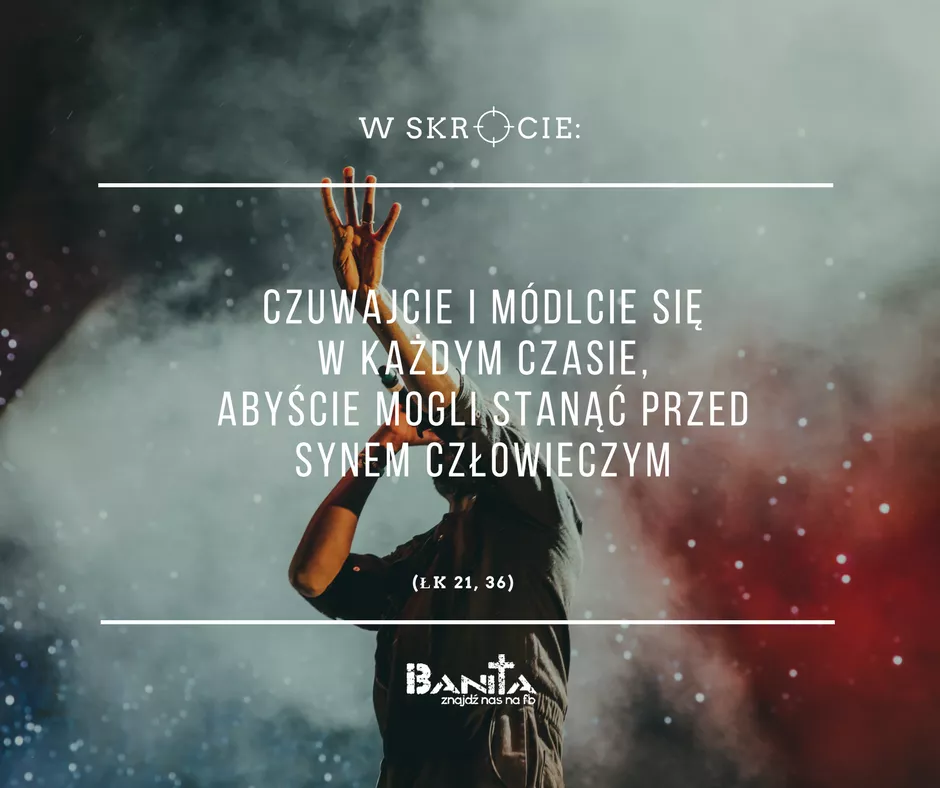 W SKRÓCIE:
CZUWAJCIE I MÓDLCIE SIĘ
W KAŻDYM CZASIE,
ABYŚCIE MOGLI STANĄĆ PRZED
SYNEM CZŁOWIECZYM
(ŁK 21, 36)
BANITA
znajdź nas na fb